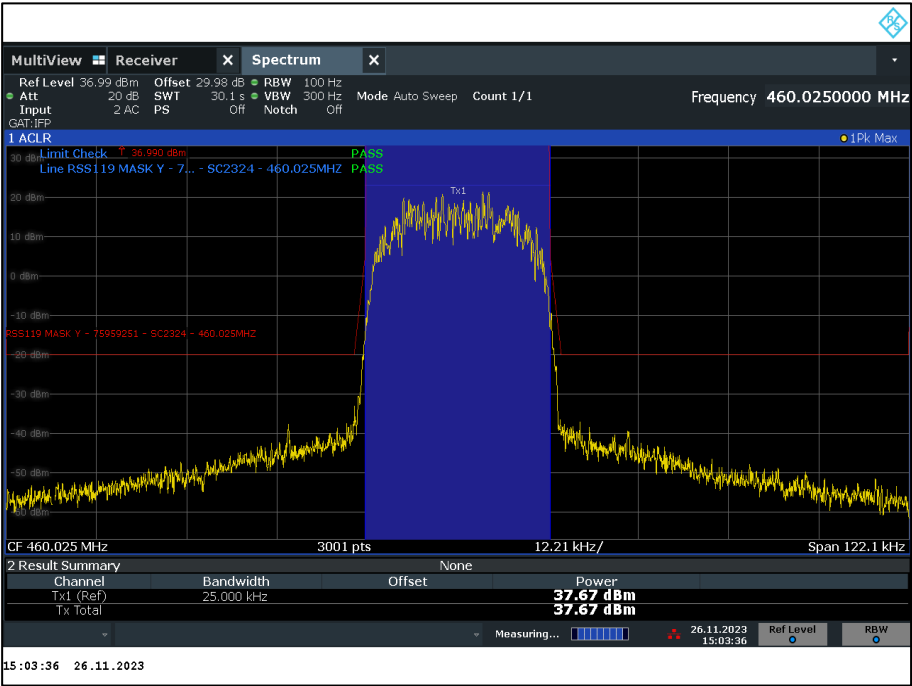 MultiView Receiver X Spectrum X
Ref Level 36.99 dBm Offset 29.98 dB RBW 100 Hz
Att 20 dB SWT 30.1 s VBW 300 Hz Mode Auto Sweep Count 1/1
Frequency 460.0250000 MHz
Input 2 AC PS Off Notch Off
GAT:IFP
1 ACLR 1Pk Max
30 dBm Limit Check 36.990 dBm PASS
Line RSS119 MASK Y - 7... - SC2324 - 460.025MHZ PASS
Tx1
20 dBm
10 dBm
0 dBm
-10 dBm
RSS119 MASK Y - 75959251 - SC2324 - 460.025MHZ
-20 dBm
-30 dBm
-40 dBm
-50 dBm
-60 dBm
CF 460.025 MHz 3001 pts 12.21 kHz/ Span 122.1 kHz
2 Result Summary None
Channel Bandwidth Offset Power
Tx1 (Ref) 25.000 kHz 37.67 dBm
Tx Total 37.67 dBm
Measuring... 26.11.2023 15:03:36 Ref Level RBW
15:03:36 26.11.2023